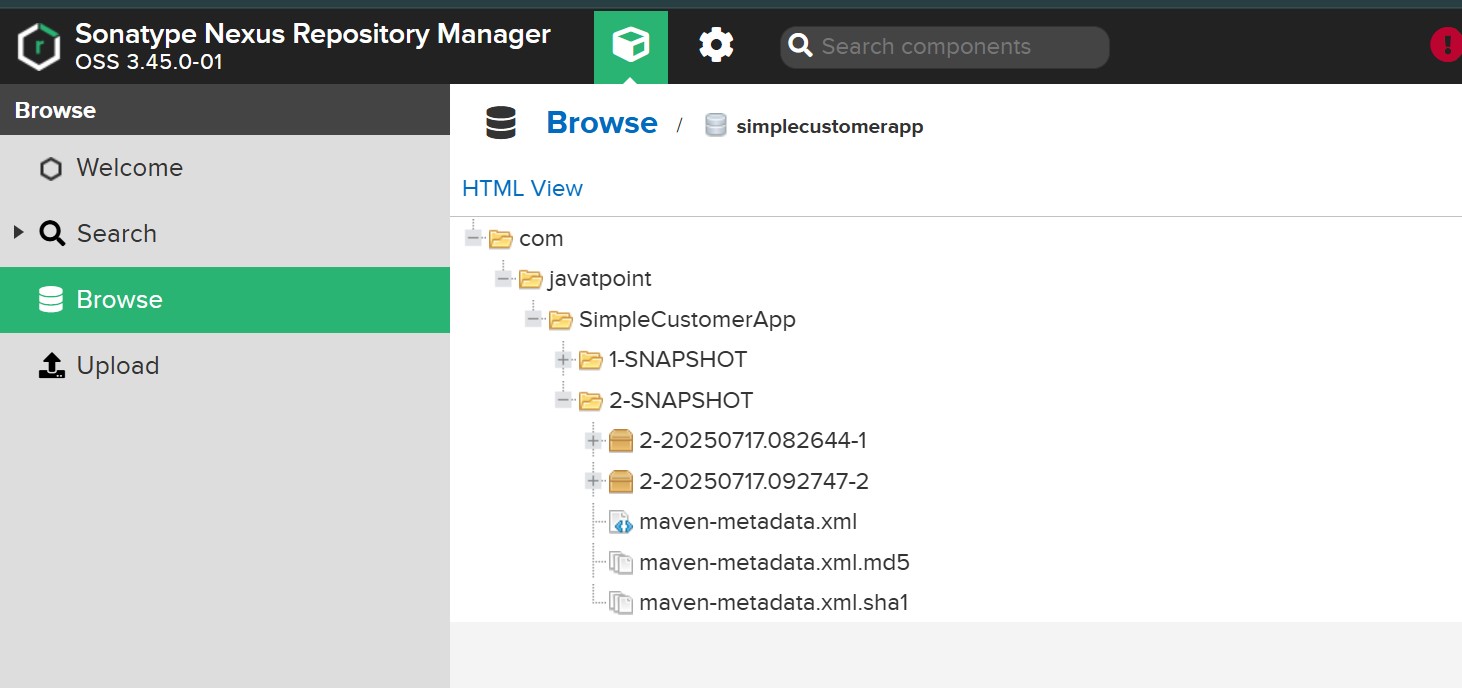 Sonatype Nexus Repository Manager
OSS 3.45.0-01
Search components
Browse
Welcome
Search
Browse
Upload
Browse / simplecustomerapp
HTML View
com
javatpoint
SimpleCustomerApp
1-SNAPSHOT
2-SNAPSHOT
2-20250717.082644-1
2-20250717.092747-2
maven-metadata.xml
maven-metadata.xml.md5
maven-metadata.xml.sha1